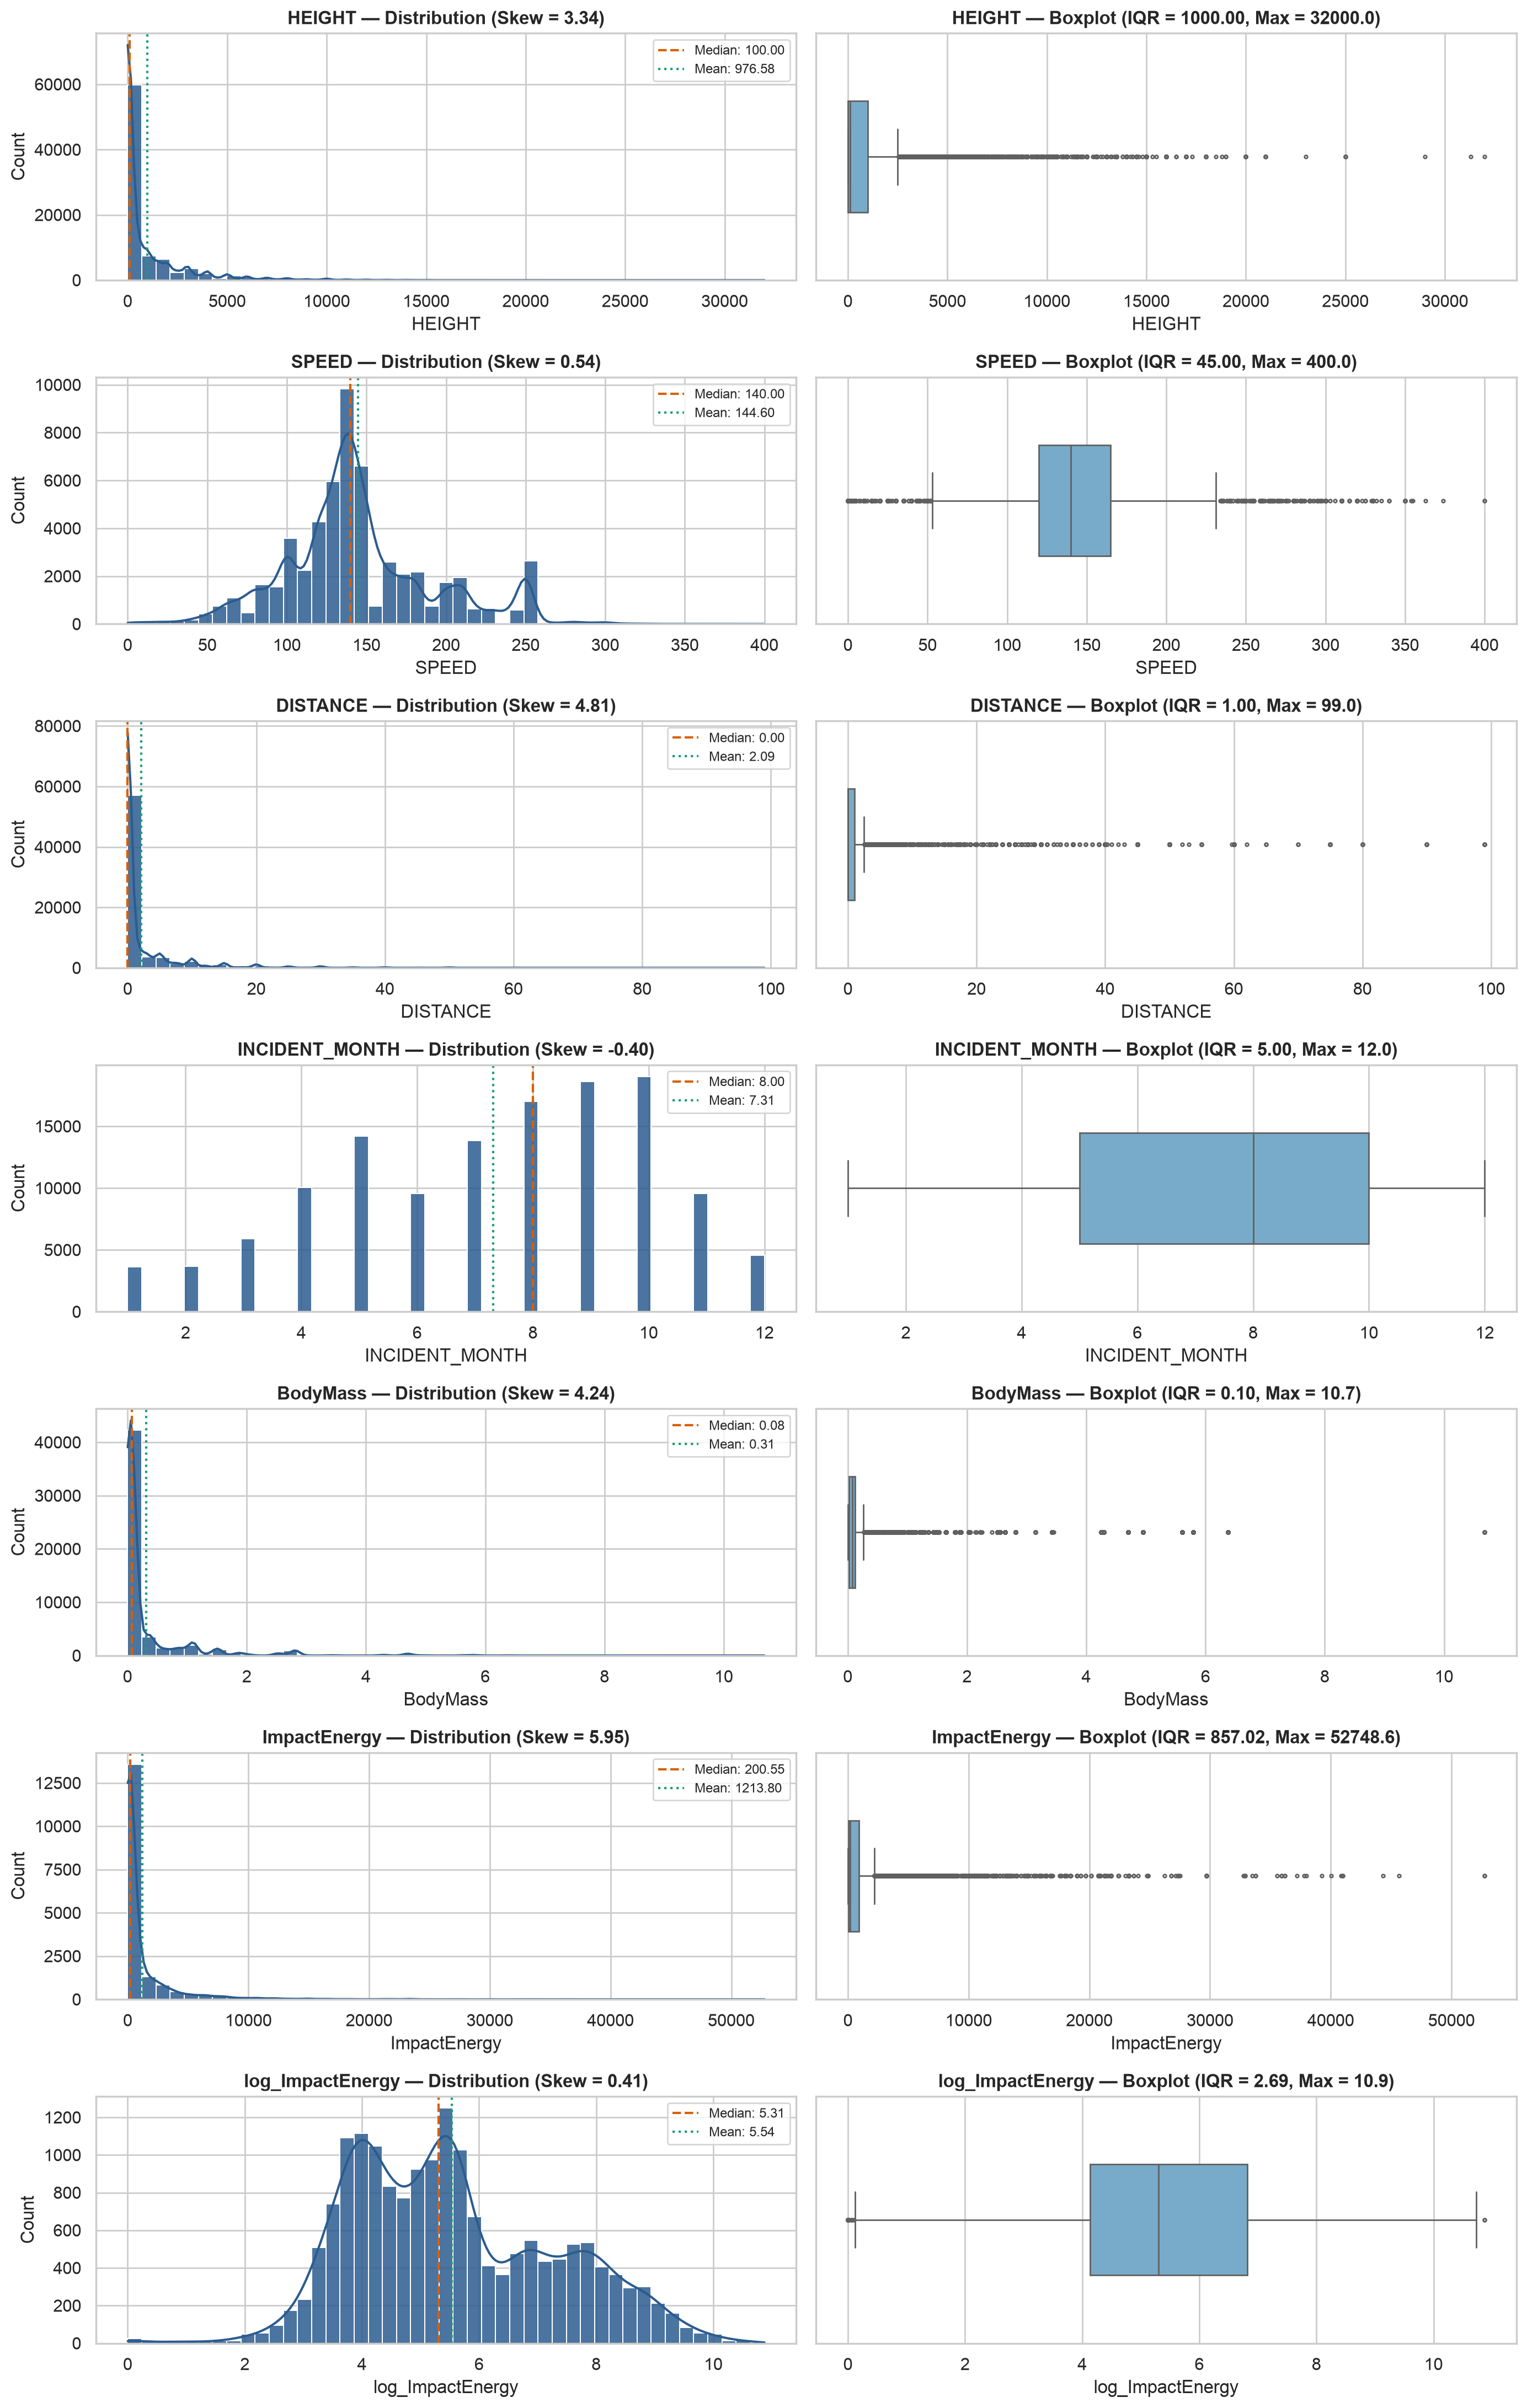 HEIGHT — Distribution (Skew = 3.34)
Median: 100.00
Mean: 976.58
60000
40000
20000
0
Count
0 5000 10000 15000 20000 25000 30000
HEIGHT
HEIGHT — Boxplot (IQR = 1000.00, Max = 32000.0)
0 5000 10000 15000 20000 25000 30000
HEIGHT
SPEED — Distribution (Skew = 0.54)
Median: 140.00
Mean: 144.60
10000
8000
6000
4000
2000
0
Count
0 50 100 150 200 250 300 350 400
SPEED
SPEED — Boxplot (IQR = 45.00, Max = 400.0)
0 50 100 150 200 250 300 350 400
SPEED
DISTANCE — Distribution (Skew = 4.81)
Median: 0.00
Mean: 2.09
80000
60000
40000
20000
0
Count
0 20 40 60 80 100
DISTANCE
DISTANCE — Boxplot (IQR = 1.00, Max = 99.0)
0 20 40 60 80 100
DISTANCE
INCIDENT_MONTH — Distribution (Skew = -0.40)
Median: 8.00
Mean: 7.31
15000
10000
5000
0
Count
2 4 6 8 10 12
INCIDENT_MONTH
INCIDENT_MONTH — Boxplot (IQR = 5.00, Max = 12.0)
2 4 6 8 10 12
INCIDENT_MONTH
BodyMass — Distribution (Skew = 4.24)
Median: 0.08
Mean: 0.31
40000
30000
20000
10000
0
Count
0 2 4 6 8 10
BodyMass
BodyMass — Boxplot (IQR = 0.10, Max = 10.7)
0 2 4 6 8 10
BodyMass
ImpactEnergy — Distribution (Skew = 5.95)
Median: 200.55
Mean: 1213.80
12500
10000
7500
5000
2500
0
Count
0 10000 20000 30000 40000 50000
ImpactEnergy
ImpactEnergy — Boxplot (IQR = 857.02, Max = 52748.6)
0 10000 20000 30000 40000 50000
ImpactEnergy
log_ImpactEnergy — Distribution (Skew = 0.41)
Median: 5.31
Mean: 5.54
1200
1000
800
600
400
200
0
Count
0 2 4 6 8 10
log_ImpactEnergy
log_ImpactEnergy — Boxplot (IQR = 2.69, Max = 10.9)
0 2 4 6 8 10
log_ImpactEnergy